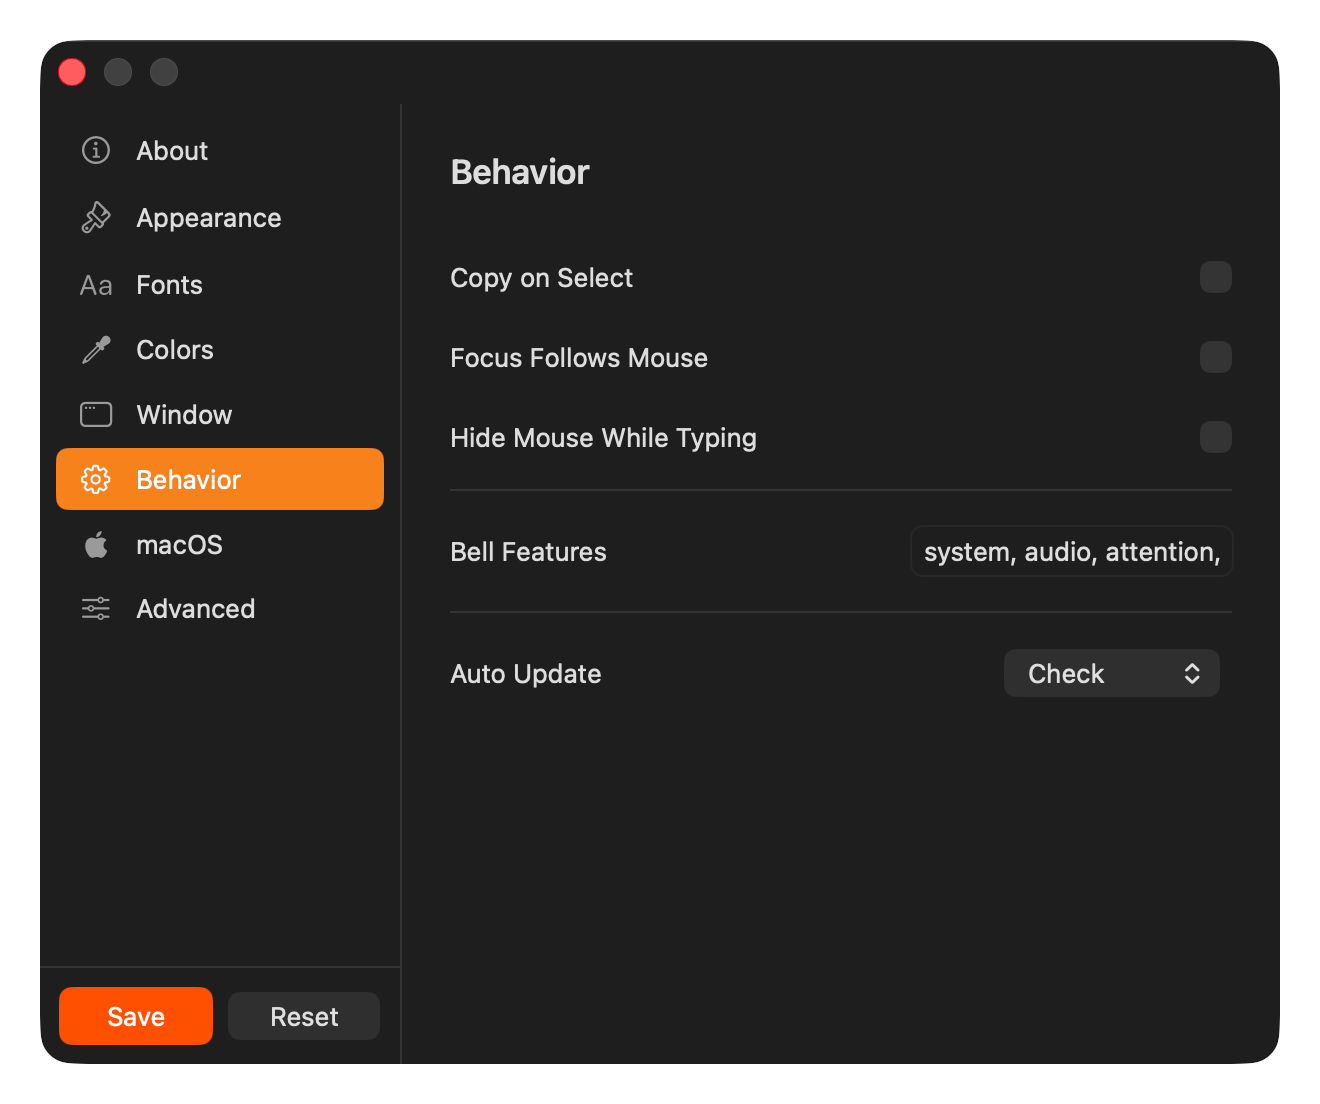 About
Appearance
Aa Fonts
Colors
Window
Behavior
macOS
Advanced
Save
Reset
Behavior
Copy on Select
Focus Follows Mouse
Hide Mouse While Typing
Bell Features
system, audio, attention,
Auto Update
Check